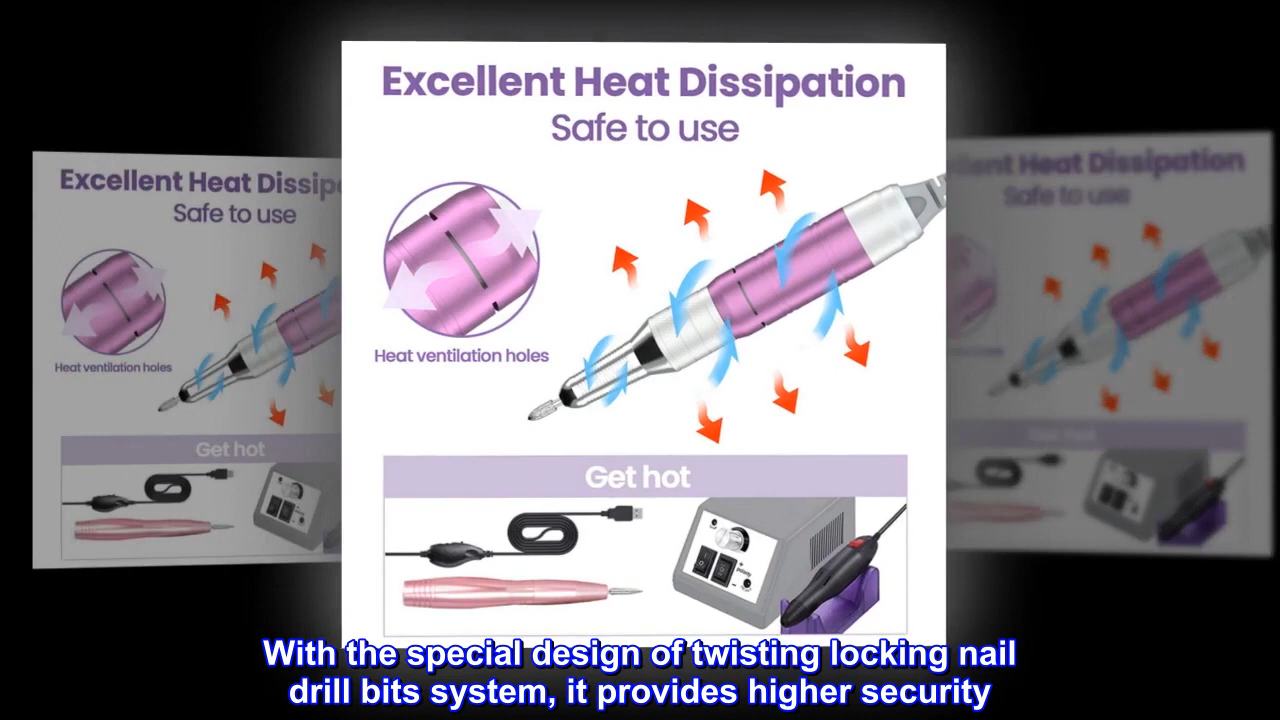 Excellent Heat Dissipation
Safe to use
Heat ventilation holes
Get hot
Excellent Heat Dissip
Safe to use
Heat ventilation holes
Get hot
Heat Dissipation
Safe to use
With the special design of twisting locking nail
drill bits system, it provides higher security